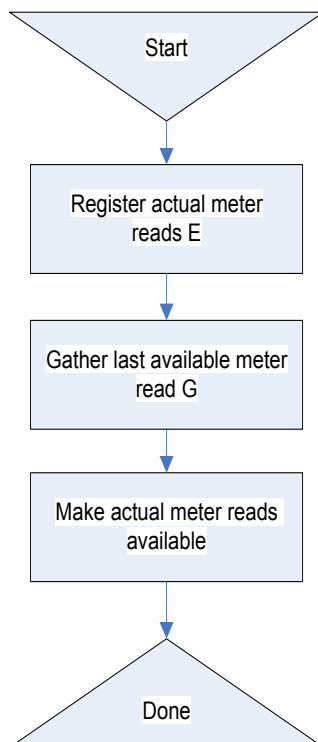 Start
Register actual meter
reads E
Gather last available meter
read G
Make actual meter reads
available
Done